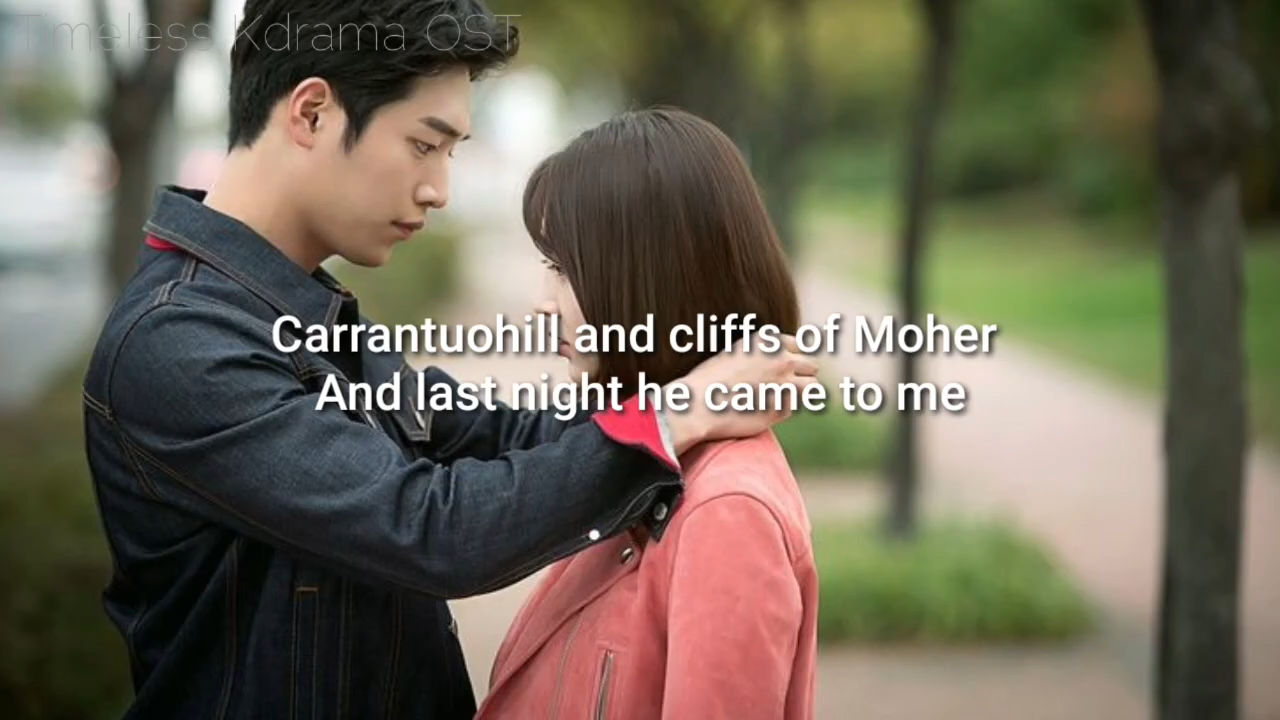 Timeless Kdrama OST
Carrantuohill and cliffs of Moher
And last night he came to me